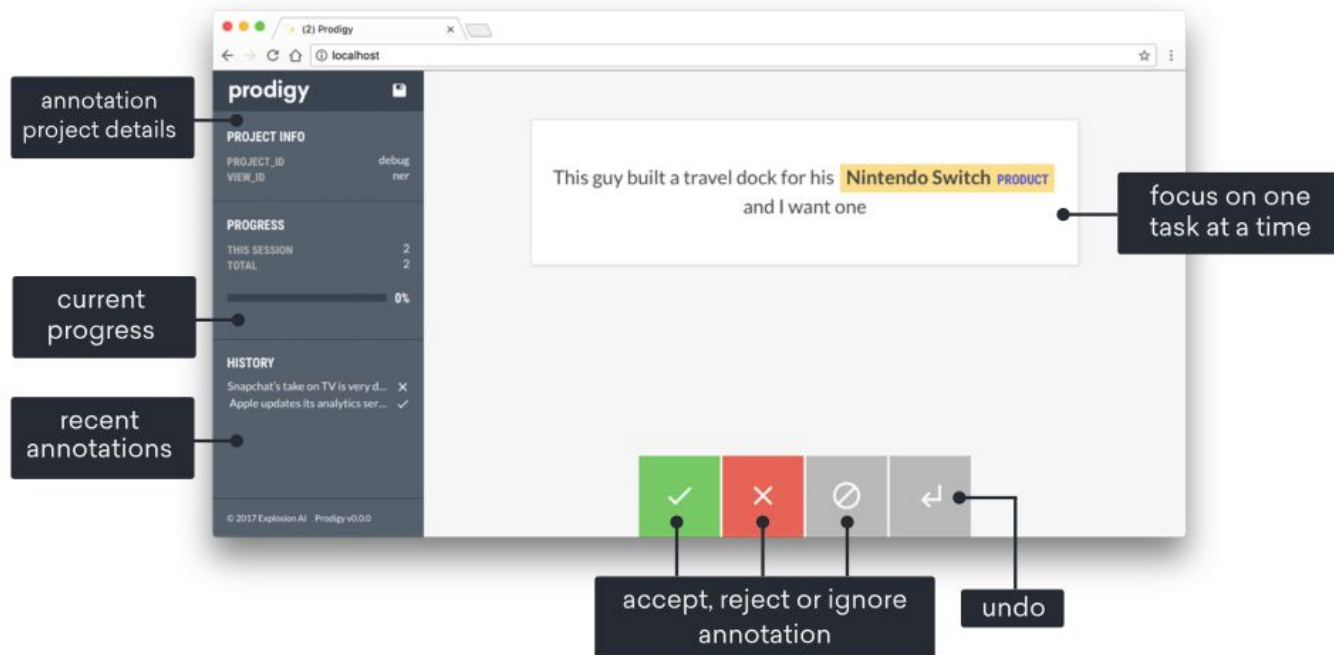 (2) Prodigy
localhost
prodigy
annotation
project details
PROJECT INFO
PROJECT_ID debug
VIEW_ID ner
PROGRESS
THIS SESSION 2
TOTAL 2
0%
current
progress
HISTORY
Snapchat's take on TV is very d...
Apple updates its analytics ser...
recent
annotations
© 2017 Explosion AI Prodigy v0.0.0
This guy built a travel dock for his Nintendo Switch PRODUCT
and I want one
focus on one
task at a time
accept, reject or ignore
annotation
undo